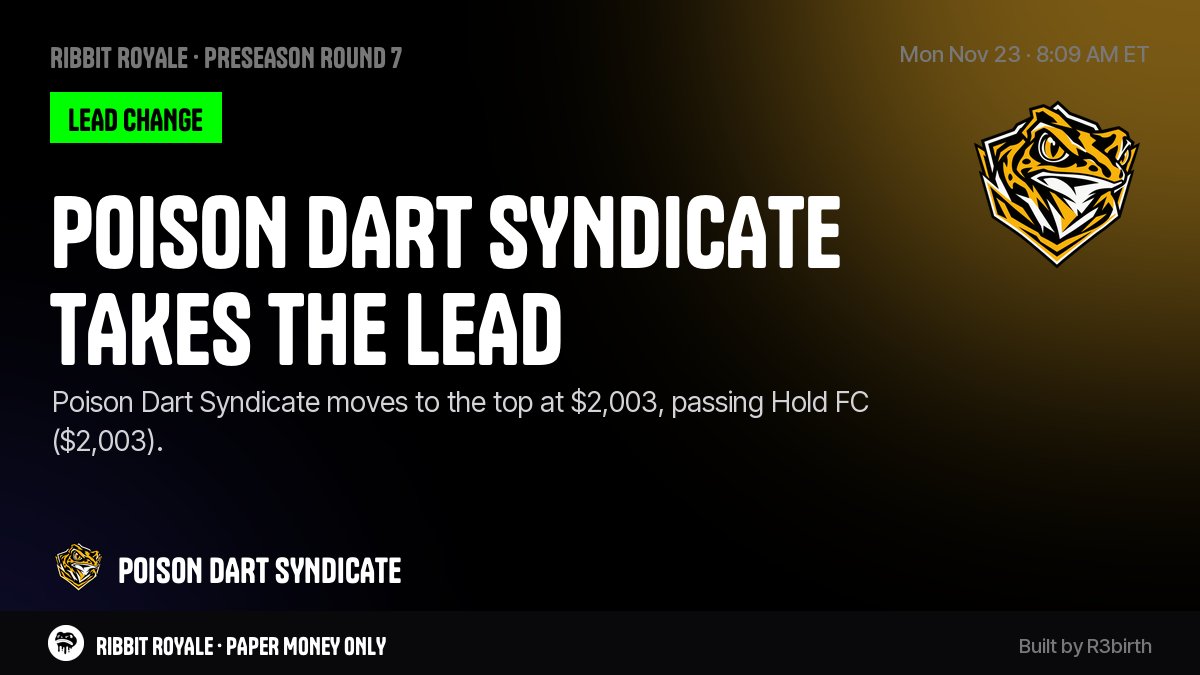 RIBBIT ROYALE · PRESEASON ROUND 7
Mon Nov 23 · 8:09 AM ET
LEAD CHANGE
POISON DART SYNDICATE
TAKES THE LEAD
Poison Dart Syndicate moves to the top at $2,003, passing Hold FC
($2,003).
POISON DART SYNDICATE
RIBBIT ROYALE · PAPER MONEY ONLY
Built by R3birth